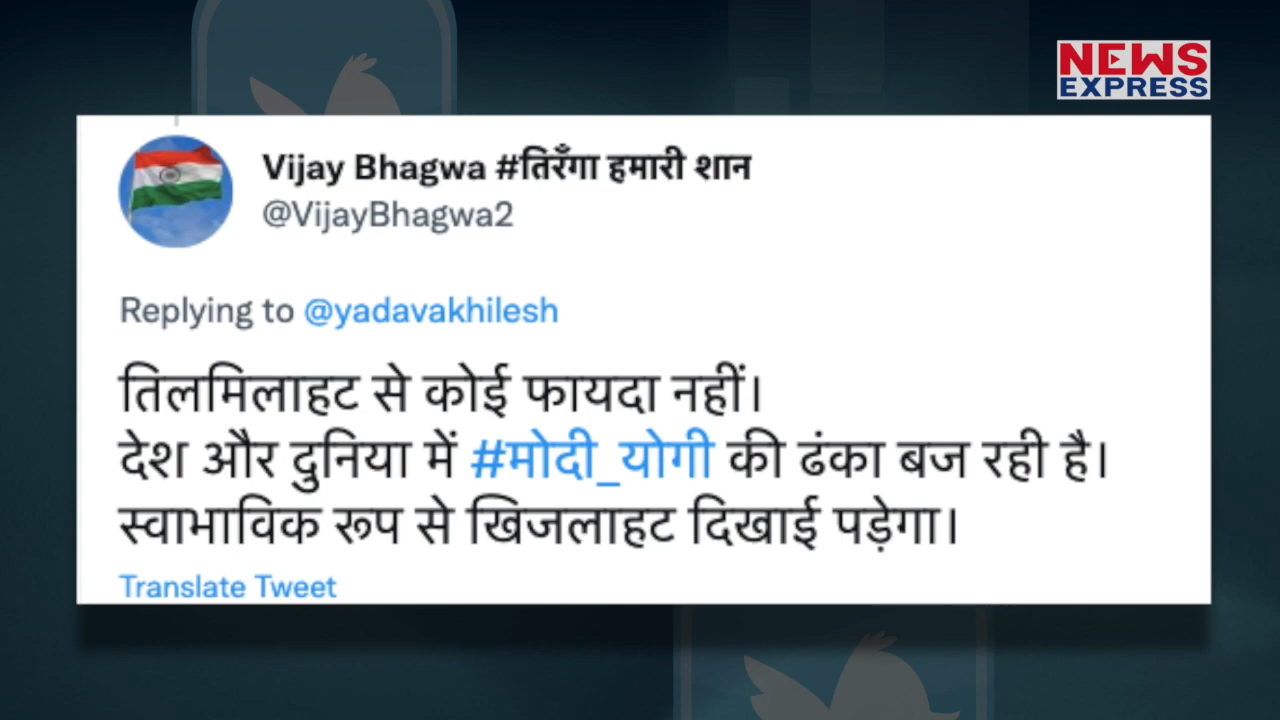 NEWS
EXPRESS
Vijay Bhagwa #तिरँगा हमारी शान
@VijayBhagwa2
Replying to @yadavakhilesh
तिलमिलाहट से कोई फायदा नहीं।
देश और दुनिया में #मोदी_योगी की ढंका बज रही है।
स्वाभाविक रूप से खिजलाहट दिखाई पड़ेगा।
Translate Tweet